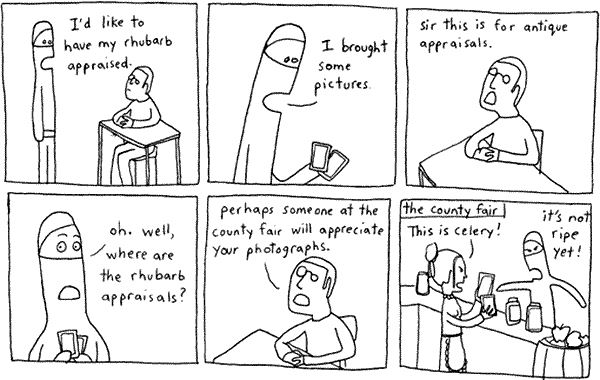 I'd like to
have my rhubarb
appraised.
I brought
some
pictures.
sir this is for antique
appraisals.
oh. well,
where are
the rhubarb
appraisals?
perhaps someone at the
county fair will appreciate
your photographs.
the county fair
This is celery!
it's not
ripe
yet!